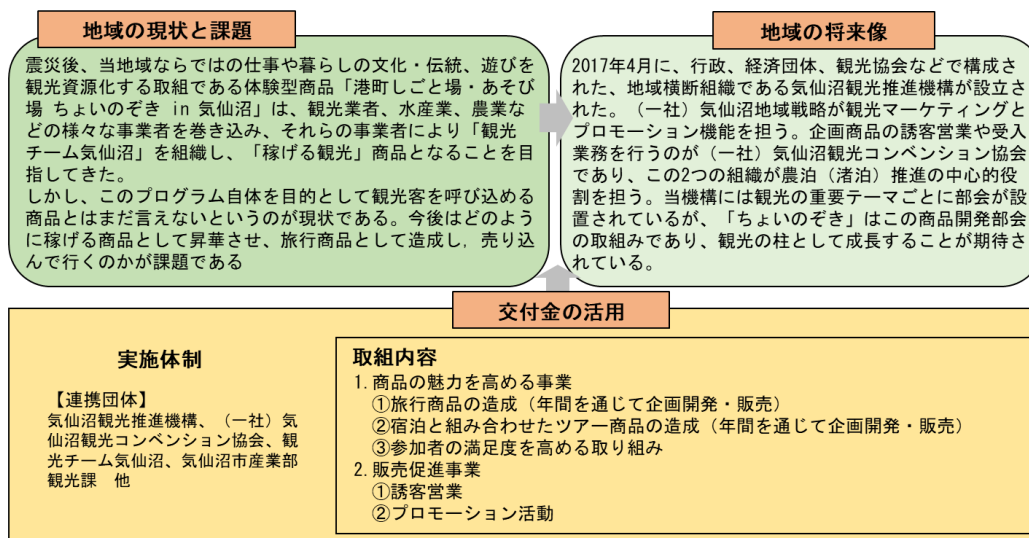 地域の現状と課題
震災後、当地域ならではの仕事や暮らしの文化・伝統、遊びを
観光資源化する取組である体験型商品「港町しごと場・あそび
場 ちょいのぞき in 気仙沼」は、観光業者、水産業、農業な
どの様々な事業者を巻き込み、それらの事業者により「観光
チーム気仙沼」を組織し、「稼げる観光」商品となることを目
指してきた。
しかし、このプログラム自体を目的として観光客を呼び込める
商品とはまだ言えないというのが現状である。今後はどのよう
に稼げる商品として昇華させ、旅行商品として造成し，売り込
んで行くのかが課題である
地域の将来像
2017年4月に、行政、経済団体、観光協会などで構成さ
れた、地域横断組織である気仙沼観光推進機構が設立され
た。（一社）気仙沼地域戦略が観光マーケティングと
プロモーション機能を担う。企画商品の誘客営業や受入
業務を行うのが（一社）気仙沼観光コンベンション協会
であり、この2つの組織が農泊（渚泊）推進の中心的役
割を担う。当機構には観光の重要テーマごとに部会が
設置されているが、「ちょいのぞき」はこの商品開発部会
の取組みであり、観光の柱として成長することが期待さ
れている。
交付金の活用
実施体制
【連携団体】
気仙沼観光推進機構、（一社）気
仙沼観光コンベンション協会、観
光チーム気仙沼、気仙沼市産業部
観光課　他
取組内容
1. 商品の魅力を高める事業
①旅行商品の造成（年間を通じて企画開発・販売）
②宿泊と組み合わせたツアー商品の造成（年間を通じて企画開発・販売）
③参加者の満足度を高める取り組み
2. 販売促進事業
①誘客営業
②プロモーション活動